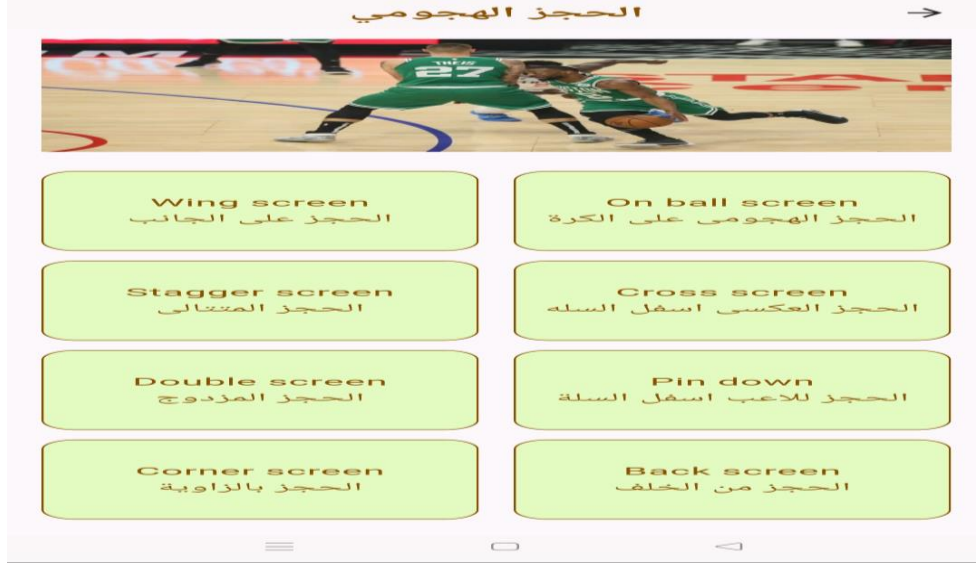 الحجز الهجومي
THEIS
27
On ball screen
الحجز الهجومى على الكرة
Wing screen
الحجز على الجانب
Cross screen
الحجز العكسى اسفل السله
Stagger screen
الحجز المتتالى
Pin down
الحجز للاعب اسفل السلة
Double screen
الحجز المزدوج
Back screen
الحجز من الخلف
Corner screen
الحجز بالزاوية